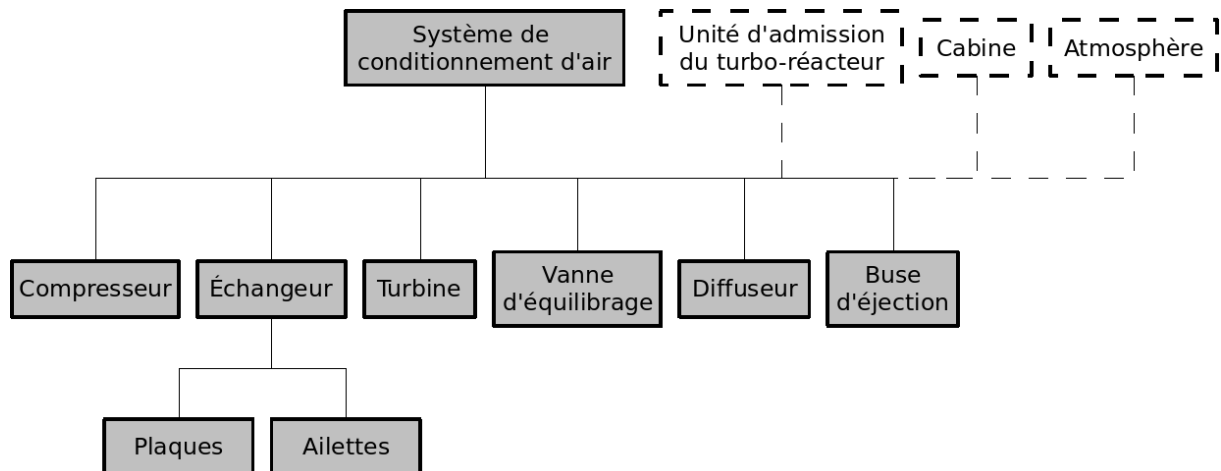 Système de
conditionnement d'air
Unité d'admission
du turbo-réacteur
Cabine
Atmosphère
Compresseur
Échangeur
Turbine
Vanne
d'équilibrage
Diffuseur
Buse
d'éjection
Plaques
Ailettes